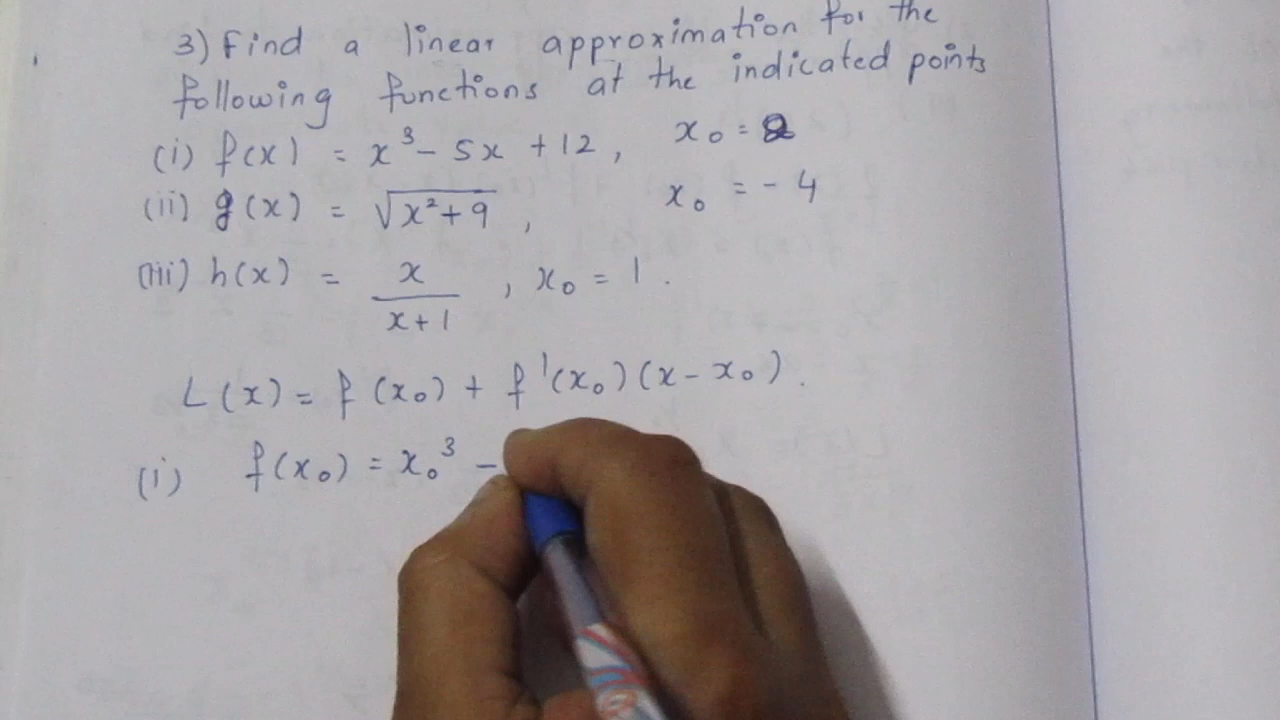 3) Find a linear approximation for the
following functions at the indicated points
(i) f(x) = x³ - 5x + 12, x₀ = 2
(ii) g(x) = √(x² + 9), x₀ = - 4
(iii) h(x) = x/(x+1), x₀ = 1.
L(x) = f(x₀) + f'(x₀)(x - x₀).
(i) f(x₀) = x₀³ -